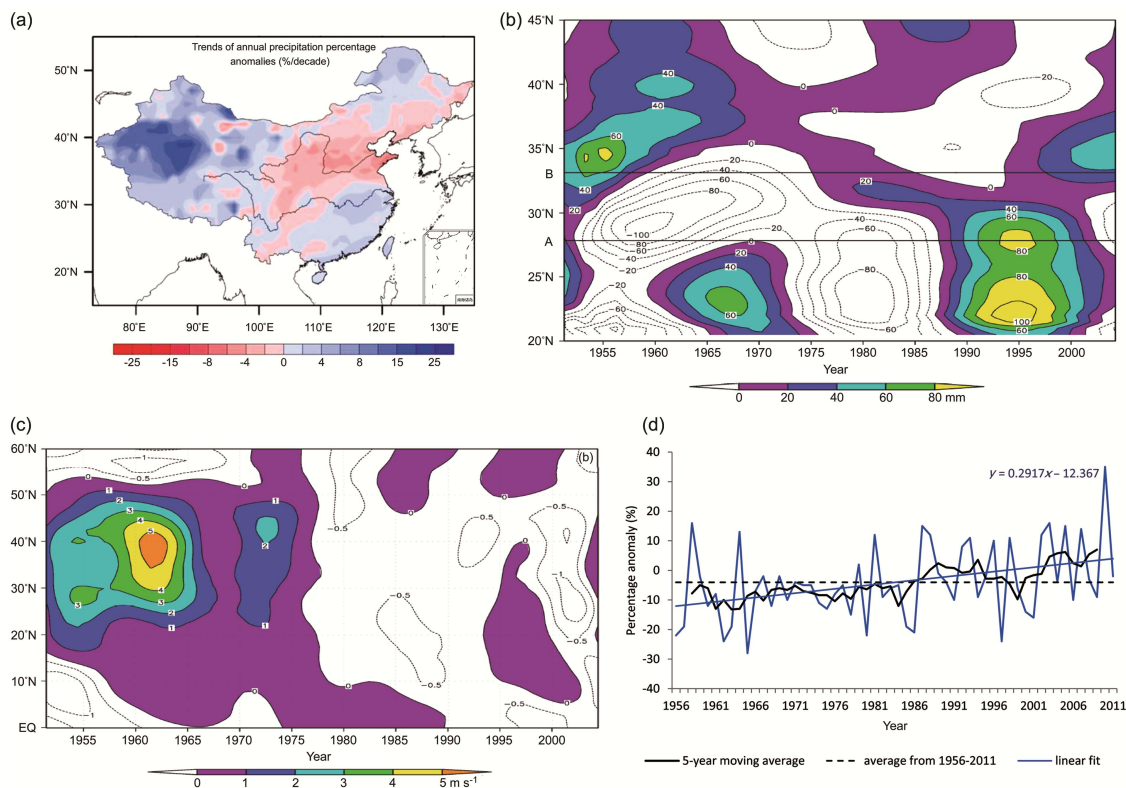 (a)
Trends of annual precipitation percentage
anomalies (%/decade)
50°N
40°N
30°N
20°N
80°E 90°E 100°E 110°E 120°E 130°E
-25 -15 -8 -4 0 4 8 15 25
(b)
45°N
40°N
35°N
B
30°N
A
25°N
20°N
1955 1960 1965 1970 1975 1980 1985 1990 1995 2000
Year
0 20 40 60 80 mm
(c)
(b)
60°N
50°N
40°N
30°N
20°N
10°N
EQ
1955 1960 1965 1970 1975 1980 1985 1990 1995 2000
Year
0 1 2 3 4 5 m s⁻¹
(d)
y = 0.2917x − 12.367
Percentage anomaly (%)
40
30
20
10
0
-10
-20
-30
-40
1956 1961 1966 1971 1976 1981 1986 1991 1996 2001 2006 2011
Year
5-year moving average average from 1956-2011 linear fit